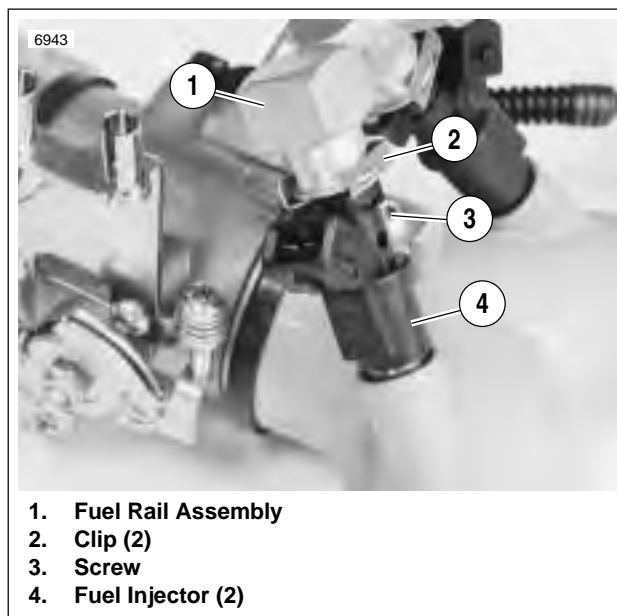 6943
1
2
3
4
1. Fuel Rail Assembly
2. Clip (2)
3. Screw
4. Fuel Injector (2)